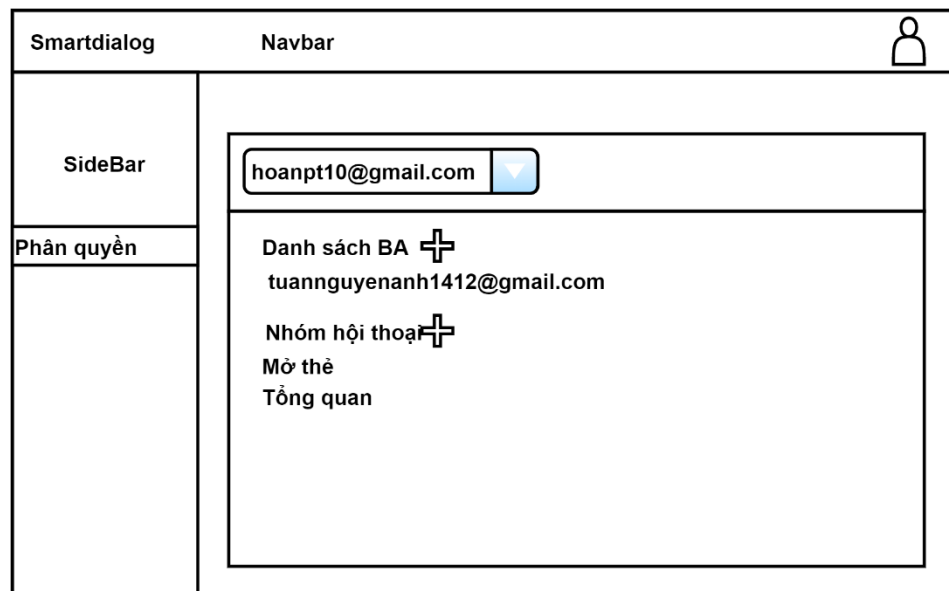 Smartdialog Navbar
SideBar
hoanpt10@gmail.com
Phân quyền
Danh sách BA
tuannguyenanh1412@gmail.com
Nhóm hội thoại
Mở thẻ
Tổng quan